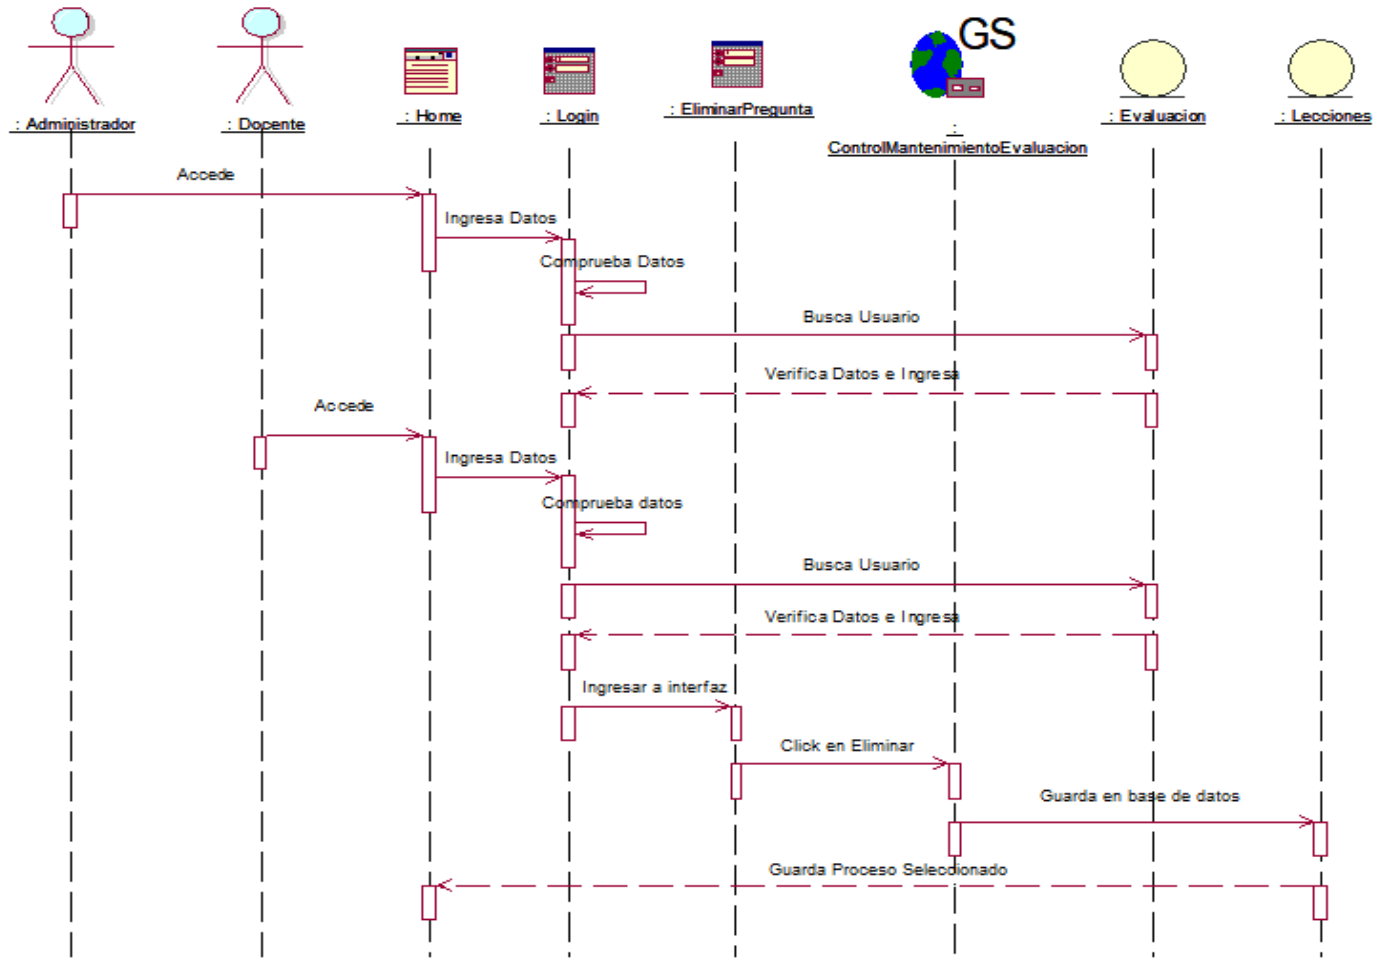 GS
: Administrador
: Docente
: Home
: Login
: EliminarPregunta
:
ControlMantenimientoEvaluacion
: Evaluacion
: Lecciones
Accede
Ingresa Datos
Comprueba Datos
Busca Usuario
Verifica Datos e Ingresa
Accede
Ingresa Datos
Comprueba datos
Busca Usuario
Verifica Datos e Ingresa
Ingresar a interfaz
Click en Eliminar
Guarda en base de datos
Guarda Proceso Seleccionado